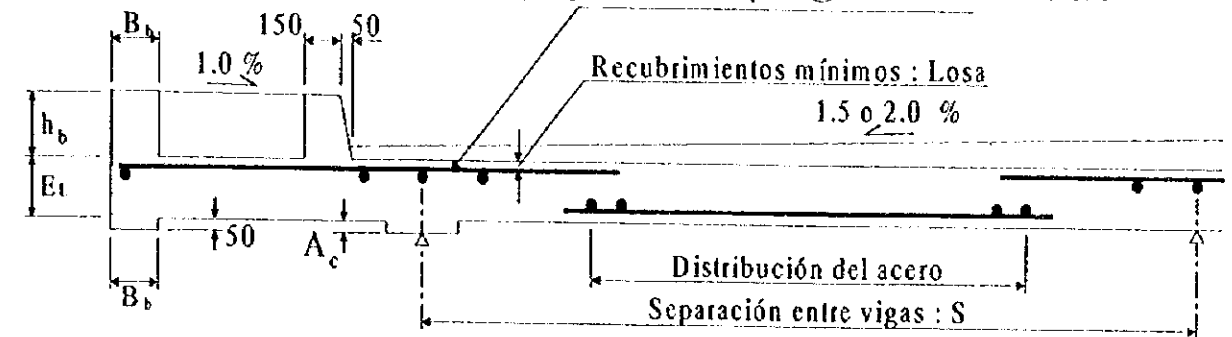 B_b
150
50
1.0 %
Recubrimientos mínimos : Losa
1.5 o 2.0 %
h_b
E_t
50
A_c
B_b
Distribución del acero
Separación entre vigas : S